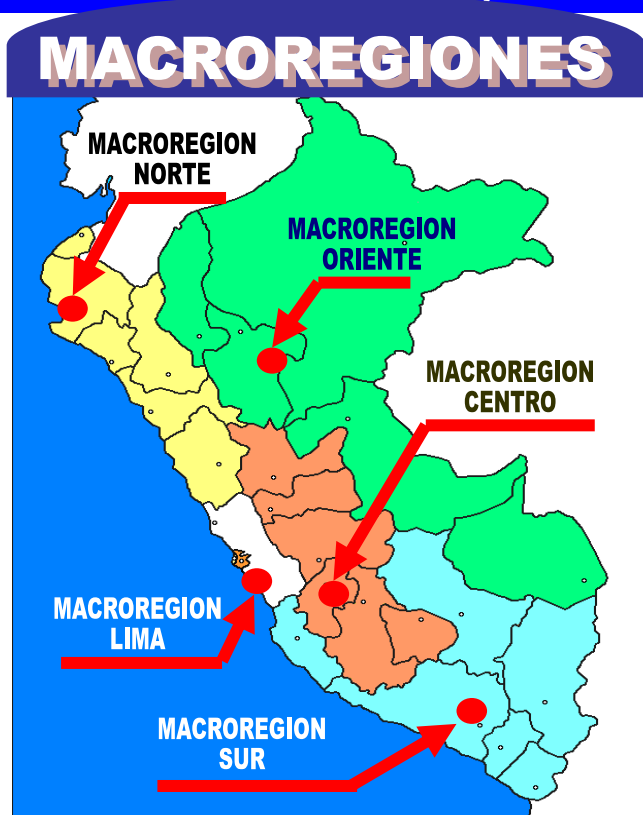 MACROREGIONES
MACROREGION
NORTE
MACROREGION
ORIENTE
MACROREGION
CENTRO
MACROREGION
LIMA
MACROREGION
SUR